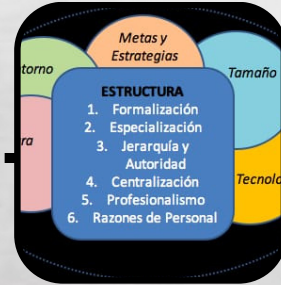 Metas y
Estrategias
Tamaño
ESTRUCTURA
1. Formalización
2. Especialización
3. Jerarquía y
Autoridad
4. Centralización
5. Profesionalismo
6. Razones de Personal